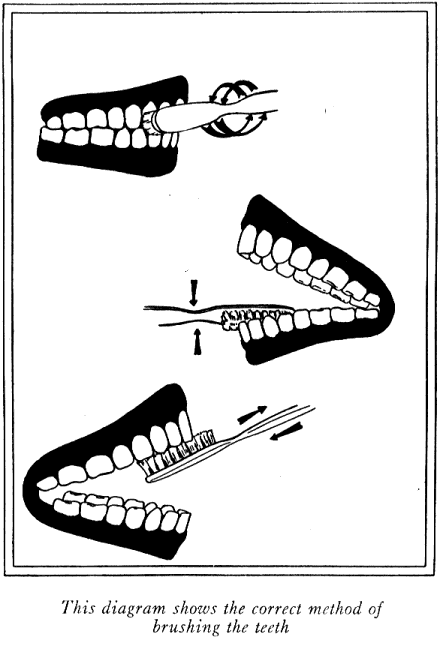 This diagram shows the correct method of
brushing the teeth